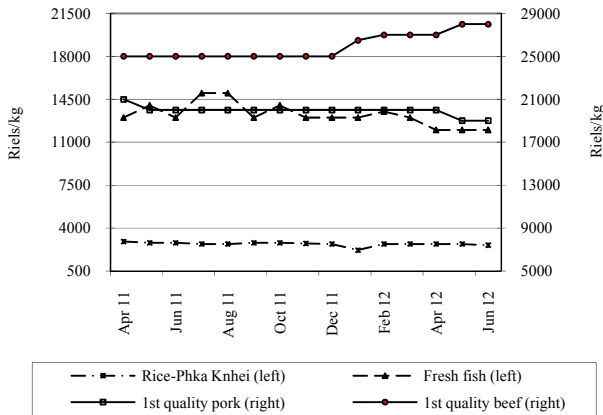 21500 29000
18000 25000
14500 21000
11000 17000
7500 13000
4000 9000
500 5000
Riels/kg
Riels/kg
Apr 11 Jun 11 Aug 11 Oct 11 Dec 11 Feb 12 Apr 12 Jun 12
Rice-Phka Knhei (left) Fresh fish (left)
1st quality pork (right) 1st quality beef (right)